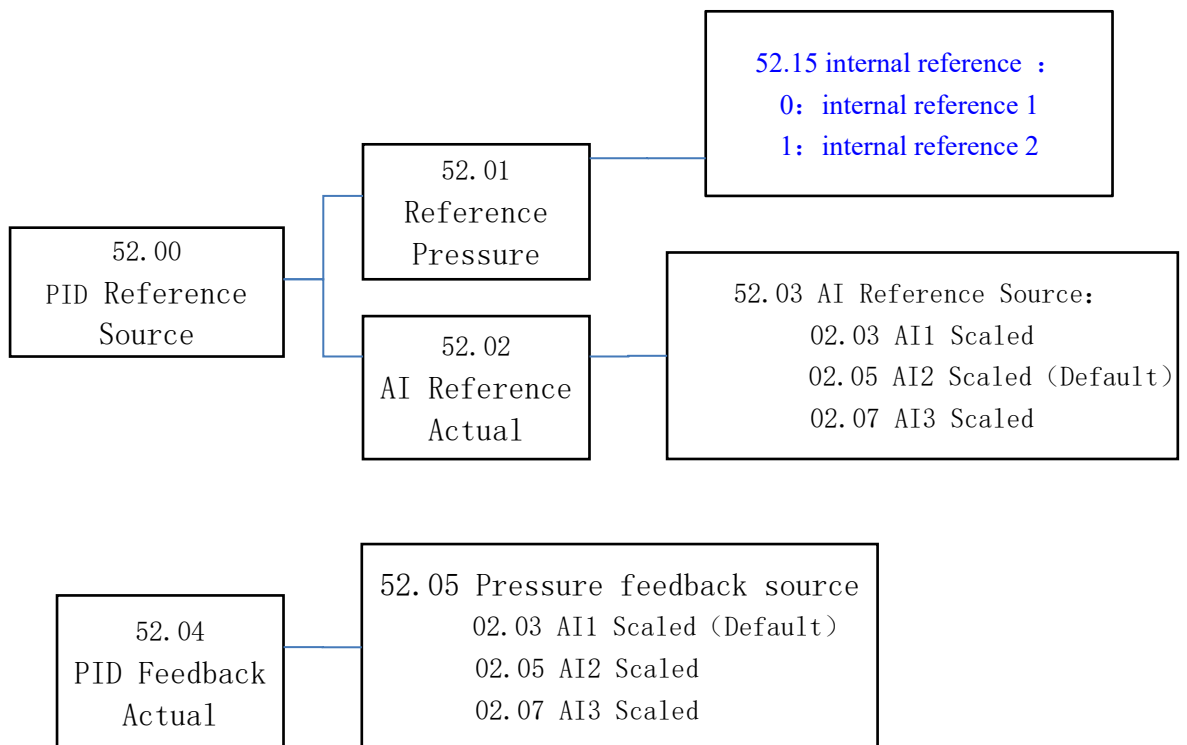 52.15 internal reference ：
0：internal reference 1
1：internal reference 2
52.01
Reference
Pressure
52.00
PID Reference
Source
52.03 AI Reference Source：
02.03 AI1 Scaled
02.05 AI2 Scaled（Default）
02.07 AI3 Scaled
52.02
AI Reference
Actual
52.05 Pressure feedback source
02.03 AI1 Scaled（Default）
02.05 AI2 Scaled
02.07 AI3 Scaled
52.04
PID Feedback
Actual